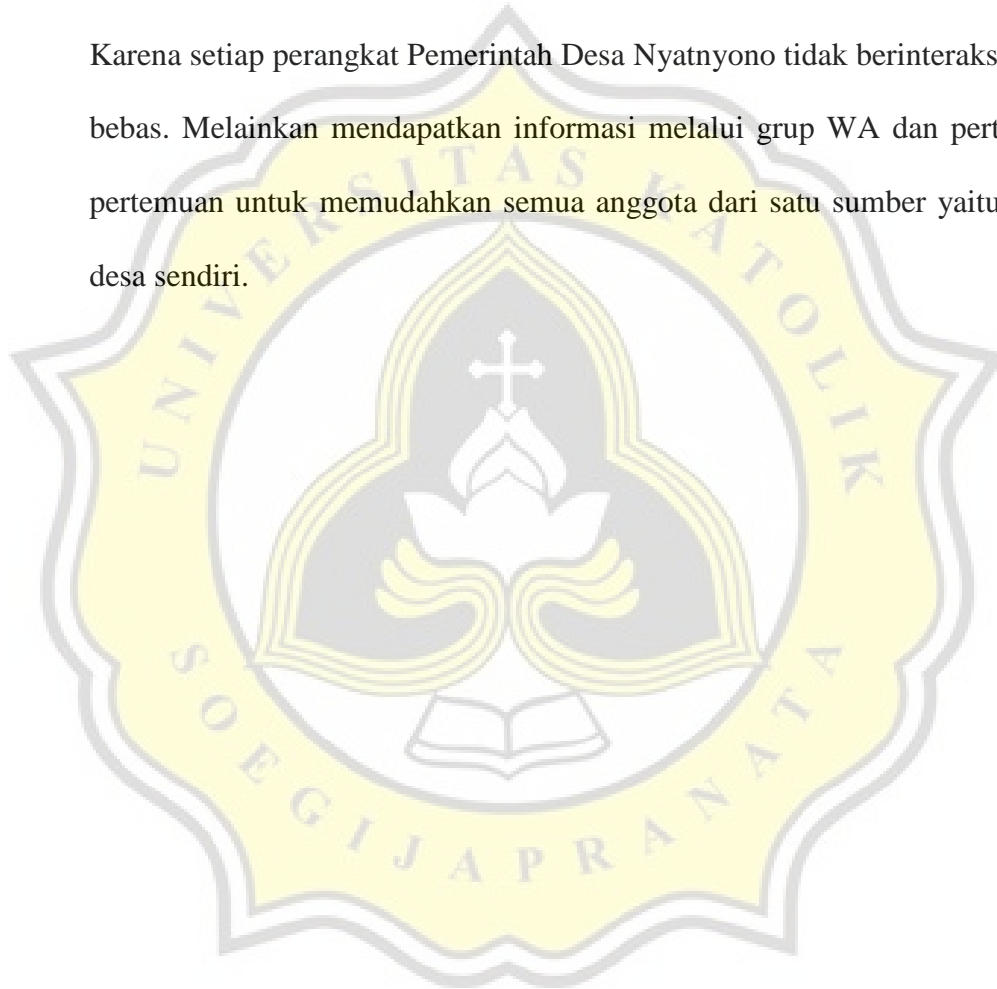 Karena setiap perangkat Pemerintah Desa Nyatnyono tidak berinteraks
bebas. Melainkan mendapatkan informasi melalui grup WA dan pert
pertemuan untuk memudahkan semua anggota dari satu sumber yaitu
desa sendiri.
UNIVERSITAS KATOLIK
SOEGIJAPRANATA